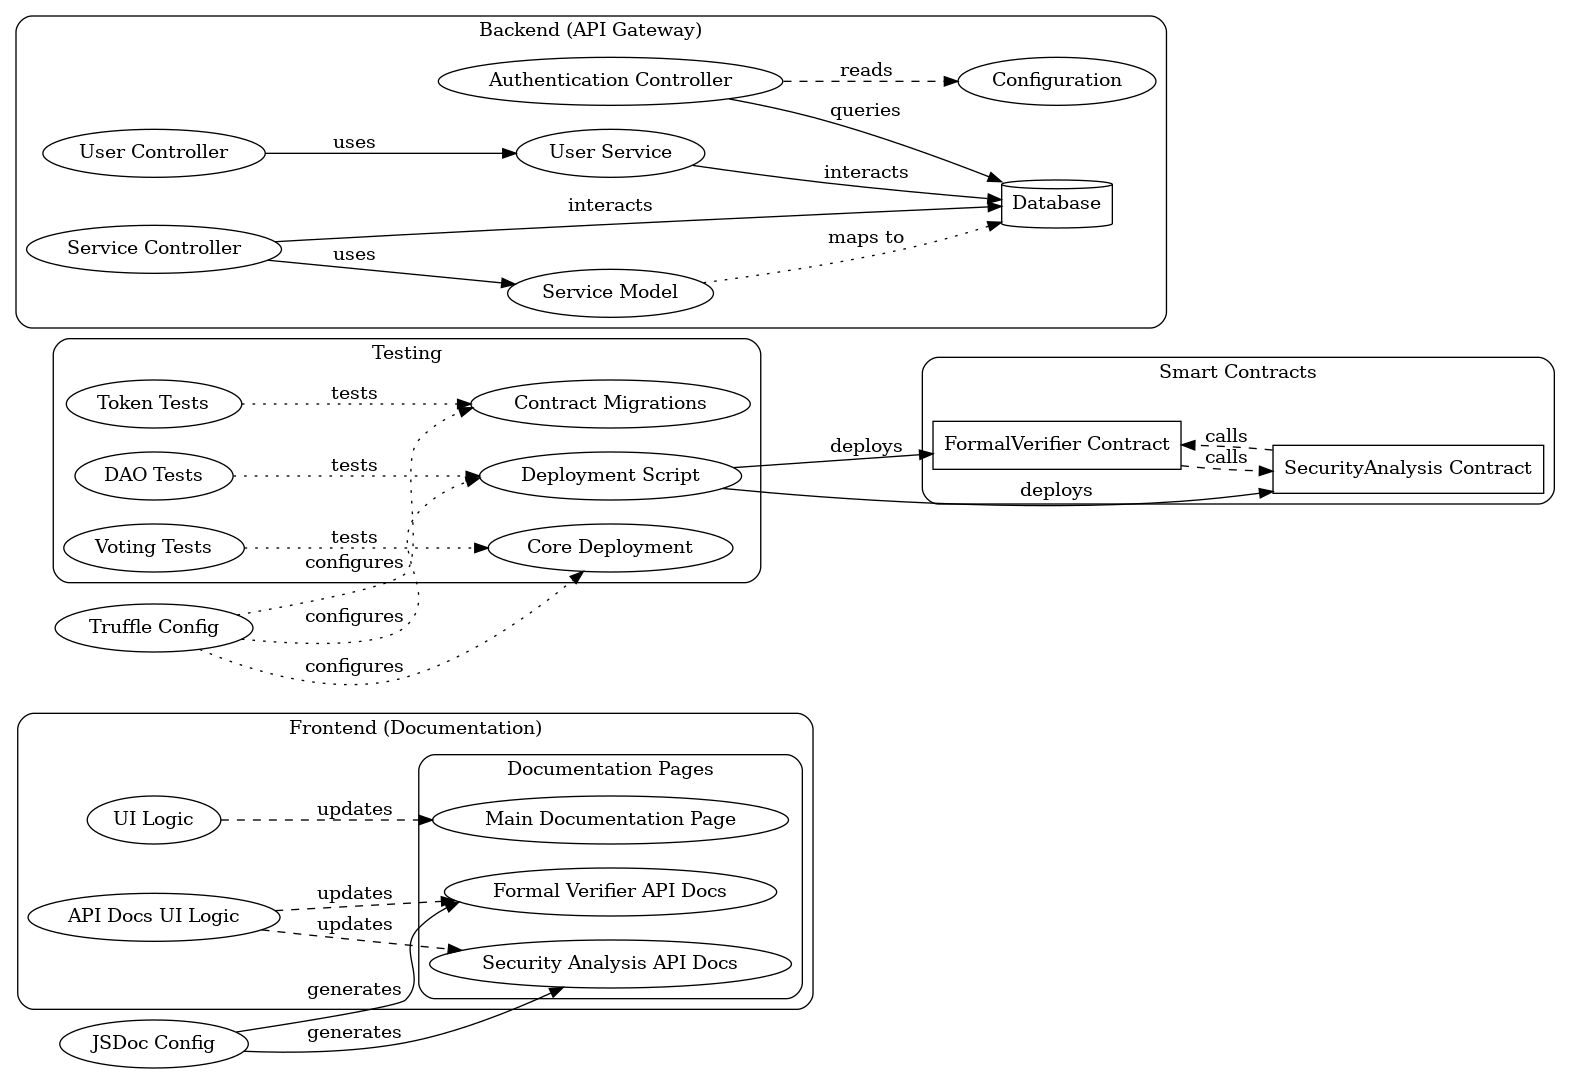 Backend (API Gateway)
Authentication Controller
reads
Configuration
queries
User Controller
uses
User Service
interacts
Database
interacts
Service Controller
uses
maps to
Service Model
Testing
Token Tests
tests
Contract Migrations
DAO Tests
tests
Deployment Script
Voting Tests
tests
Core Deployment
configures
Truffle Config
configures
configures
deploys
deploys
Smart Contracts
FormalVerifier Contract
calls
calls
SecurityAnalysis Contract
Frontend (Documentation)
Documentation Pages
UI Logic
updates
Main Documentation Page
API Docs UI Logic
updates
Formal Verifier API Docs
updates
Security Analysis API Docs
generates
JSDoc Config
generates